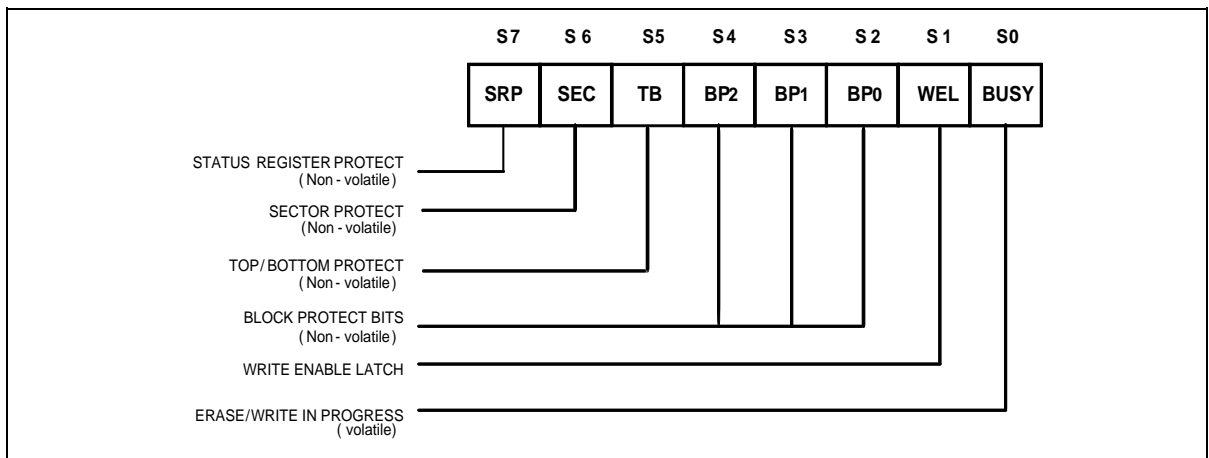 S7 S 6 S5 S4 S3 S 2 S 1 S0
SRP SEC TB BP2 BP1 BP0 WEL BUSY
STATUS REGISTER PROTECT
(Non - volatile)
SECTOR PROTECT
(Non - volatile)
TOP/BOTTOM PROTECT
(Non - volatile)
BLOCK PROTECT BITS
(Non - volatile)
WRITE ENABLE LATCH
ERASE/WRITE IN PROGRESS
( volatile)